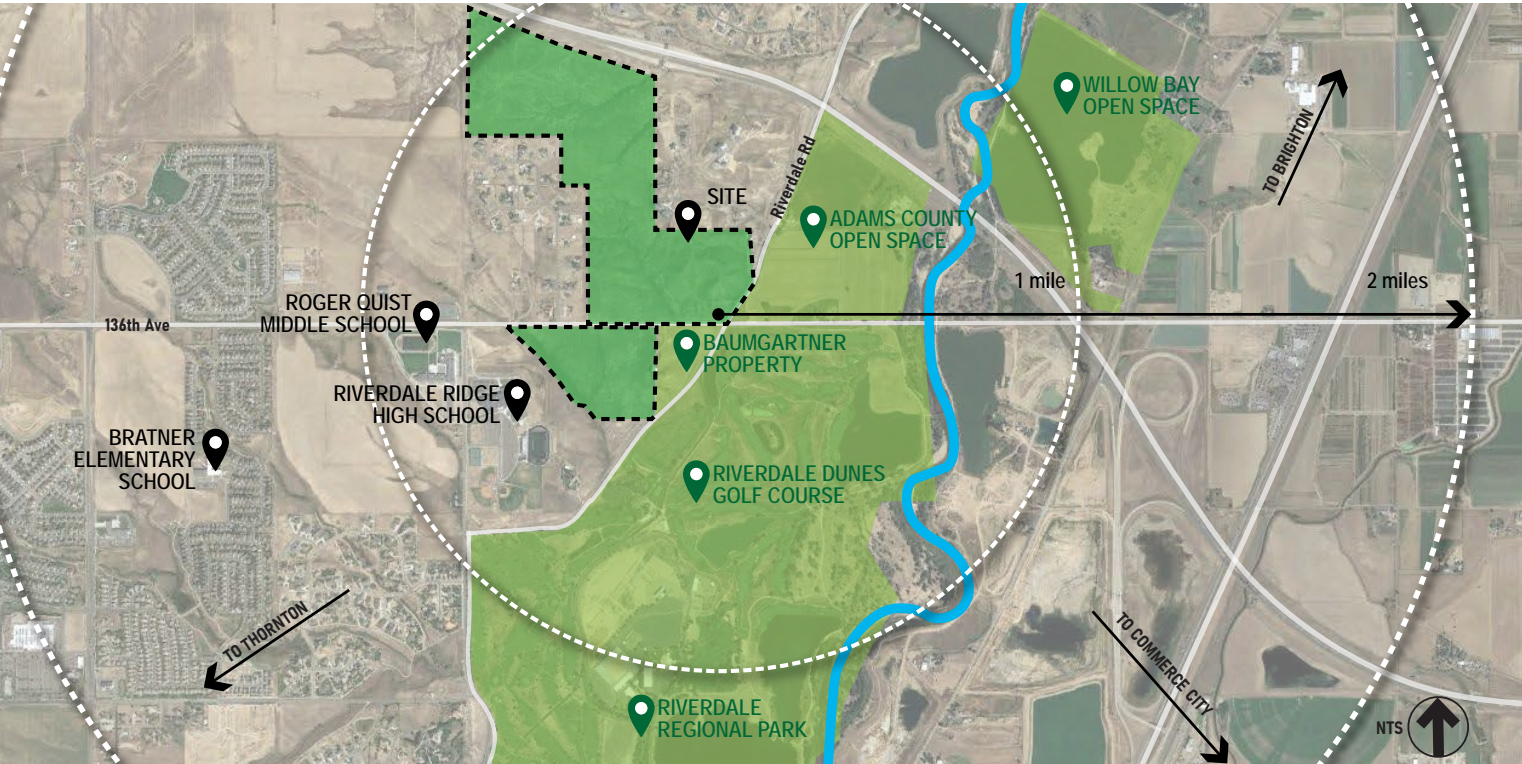 WILLOW BAY
OPEN SPACE
TO BRIGHTON
Riverdale Rd
SITE
ADAMS COUNTY
OPEN SPACE
1 mile
2 miles
ROGER QUIST
MIDDLE SCHOOL
136th Ave
BAUMGARTNER
PROPERTY
RIVERDALE RIDGE
HIGH SCHOOL
BRATNER
ELEMENTARY
SCHOOL
RIVERDALE DUNES
GOLF COURSE
TO THORNTON
TO COMMERCE CITY
RIVERDALE
REGIONAL PARK
NTS